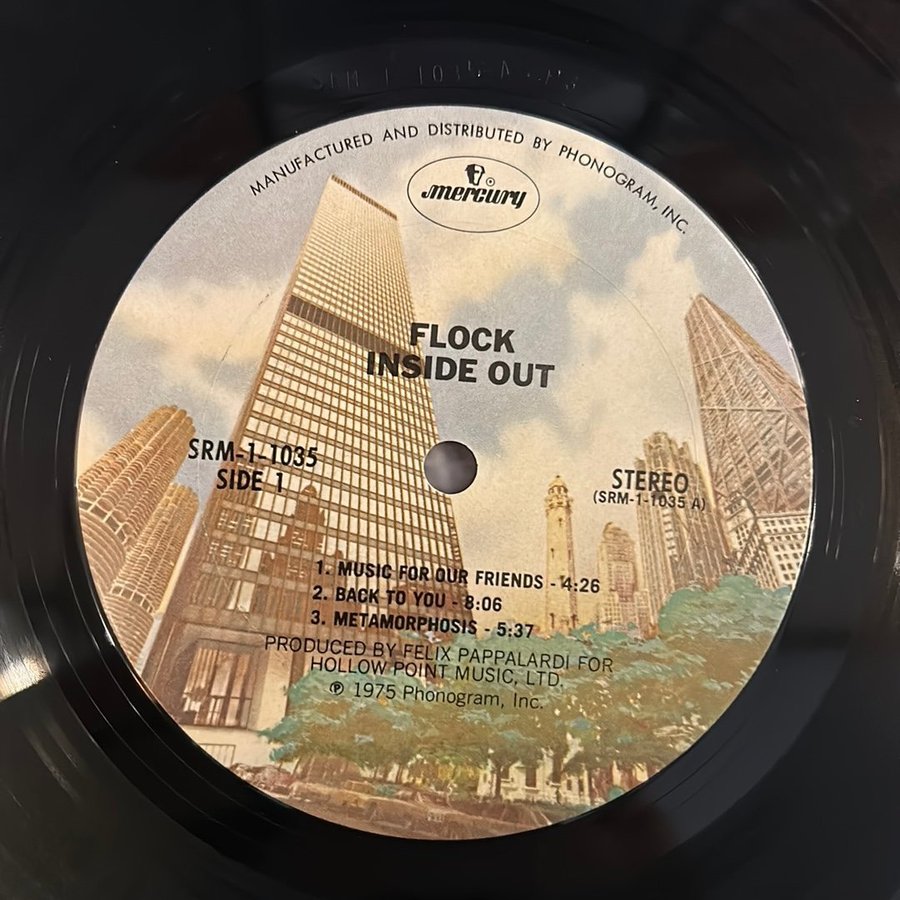 MANUFACTURED AND DISTRIBUTED BY PHONOGRAM, INC.
mercury
®
FLOCK
INSIDE OUT
SRM-1-1035
SIDE 1
STEREO
(SRM-1-1035 A)
1. MUSIC FOR OUR FRIENDS - 4:26
2. BACK TO YOU - 8:06
3. METAMORPHOSIS - 5:37
PRODUCED BY FELIX PAPPALARDI FOR
HOLLOW POINT MUSIC, LTD.
℗ 1975 Phonogram, Inc.